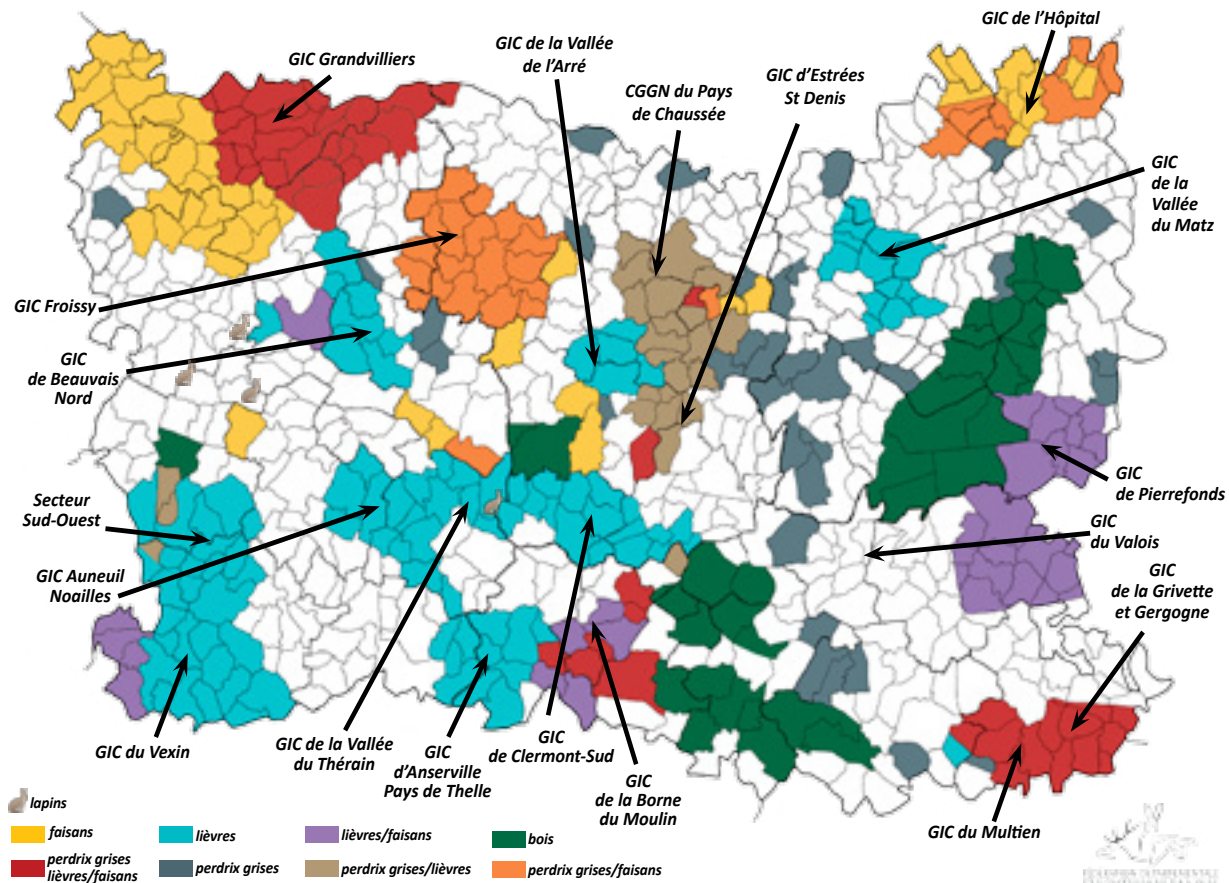 GIC de l'Hôpital
GIC Grandvilliers
GIC de la Vallée
de l'Arré
CGGN du Pays
de Chaussée
GIC d'Estrées
St Denis
GIC
de la
Vallée
du Matz
GIC Froissy
GIC
de Beauvais
Nord
GIC
de Pierrefonds
Secteur
Sud-Ouest
GIC
du Valois
GIC Auneuil
Noailles
GIC
de la Grivette
et Gergogne
GIC du Vexin
GIC de la Vallée
du Thérain
GIC
d'Anserville
Pays de Thelle
GIC
de Clermont-Sud
GIC
de la Borne
du Moulin
GIC du Multien
lapins
faisans
lièvres
lièvres/faisans
bois
perdrix grises
lièvres/faisans
perdrix grises
perdrix grises/lièvres
perdrix grises/faisans